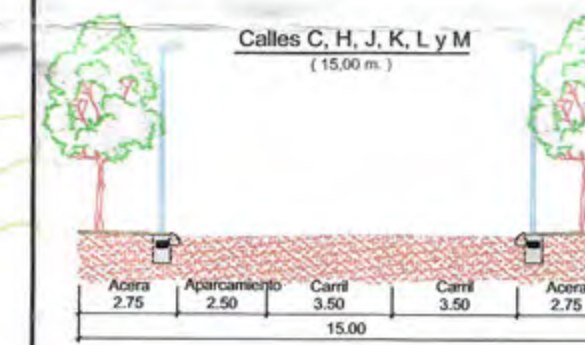 Calles C, H, J, K, L y M
( 15,00 m. )
Acera Aparcamiento Carril Carril Acera
2.75 2.50 3.50 3.50 2.75
15.00